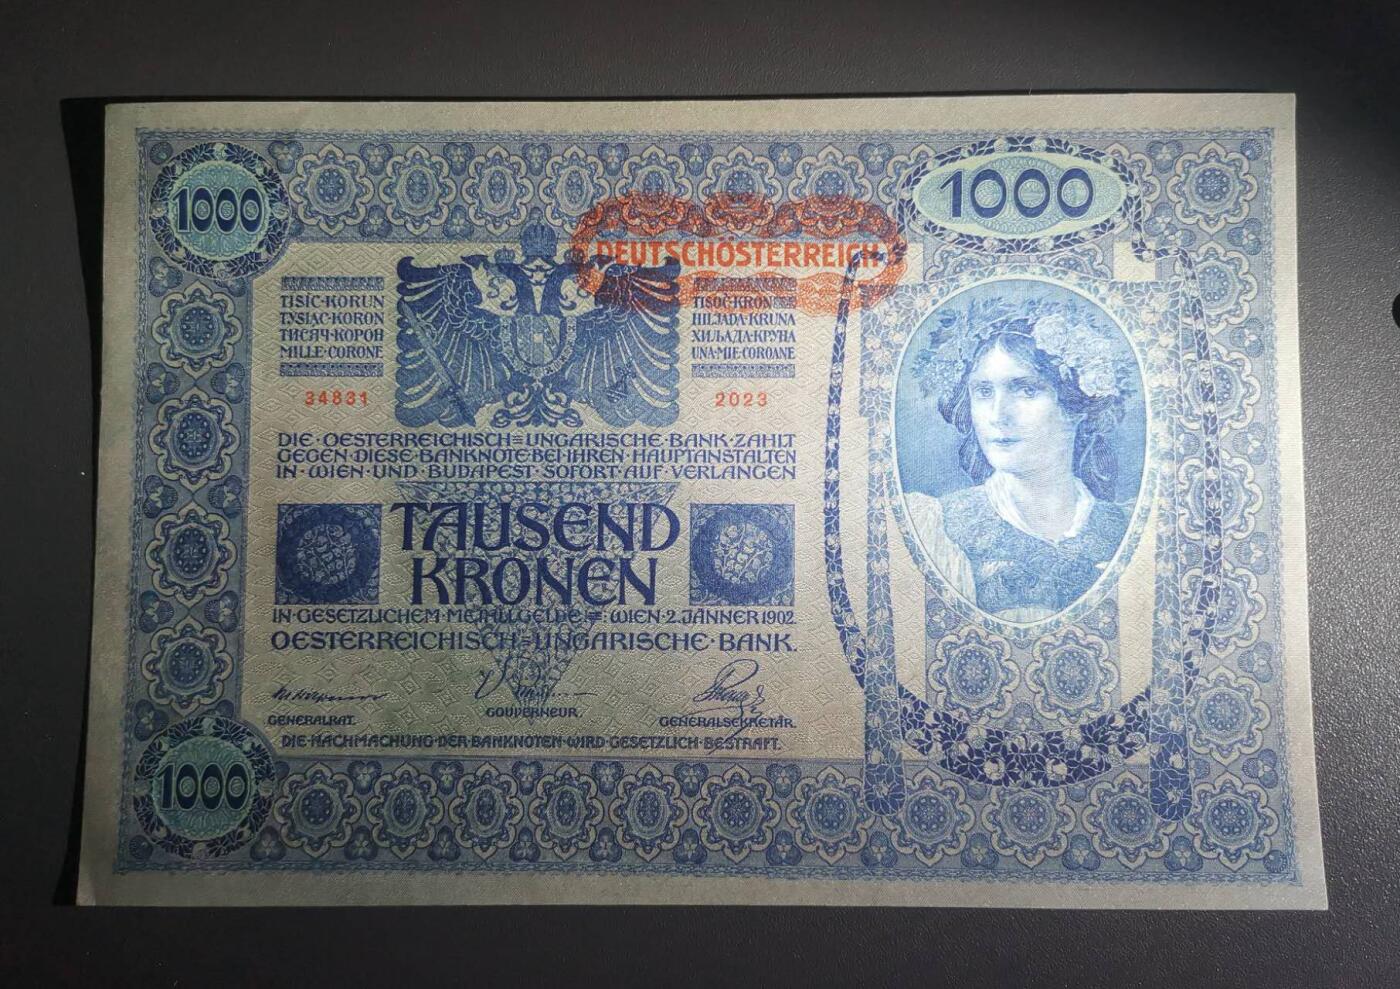 1000
1000
DEUTSCHÖSTERREICH
TISÍC·KORUN
TYSIĄC·KORON
ТИСЯЧ·КОРОН
MILLE·CORONE
TISOČ·KRON
HILJADA·KRUNA
ХИЉАДА·КРУНА
UNA·MIE·COROANE
34831
2023
DIE·OESTERREICHISCH=UNGARISCHE·BANK·ZAHLT
GEGEN·DIESE·BANKNOTE·BEI·IHREN·HAUPTANSTALTEN
IN·WIEN·UND·BUDAPEST·SOFORT·AUF·VERLANGEN
TAUSEND
KRONEN
IN·GESETZLICHEM·METALLGELDE=:WIEN·2.JÄNNER 1902.
OESTERREICHISCH=UNGARISCHE·BANK.
GENERALRAT.
GOUVERNEUR.
GENERALSEKRETÄR.
DIE·NACHMACHUNG·DER·BANKNOTEN·WIRD·GESETZLICH·BESTRAFT.
1000